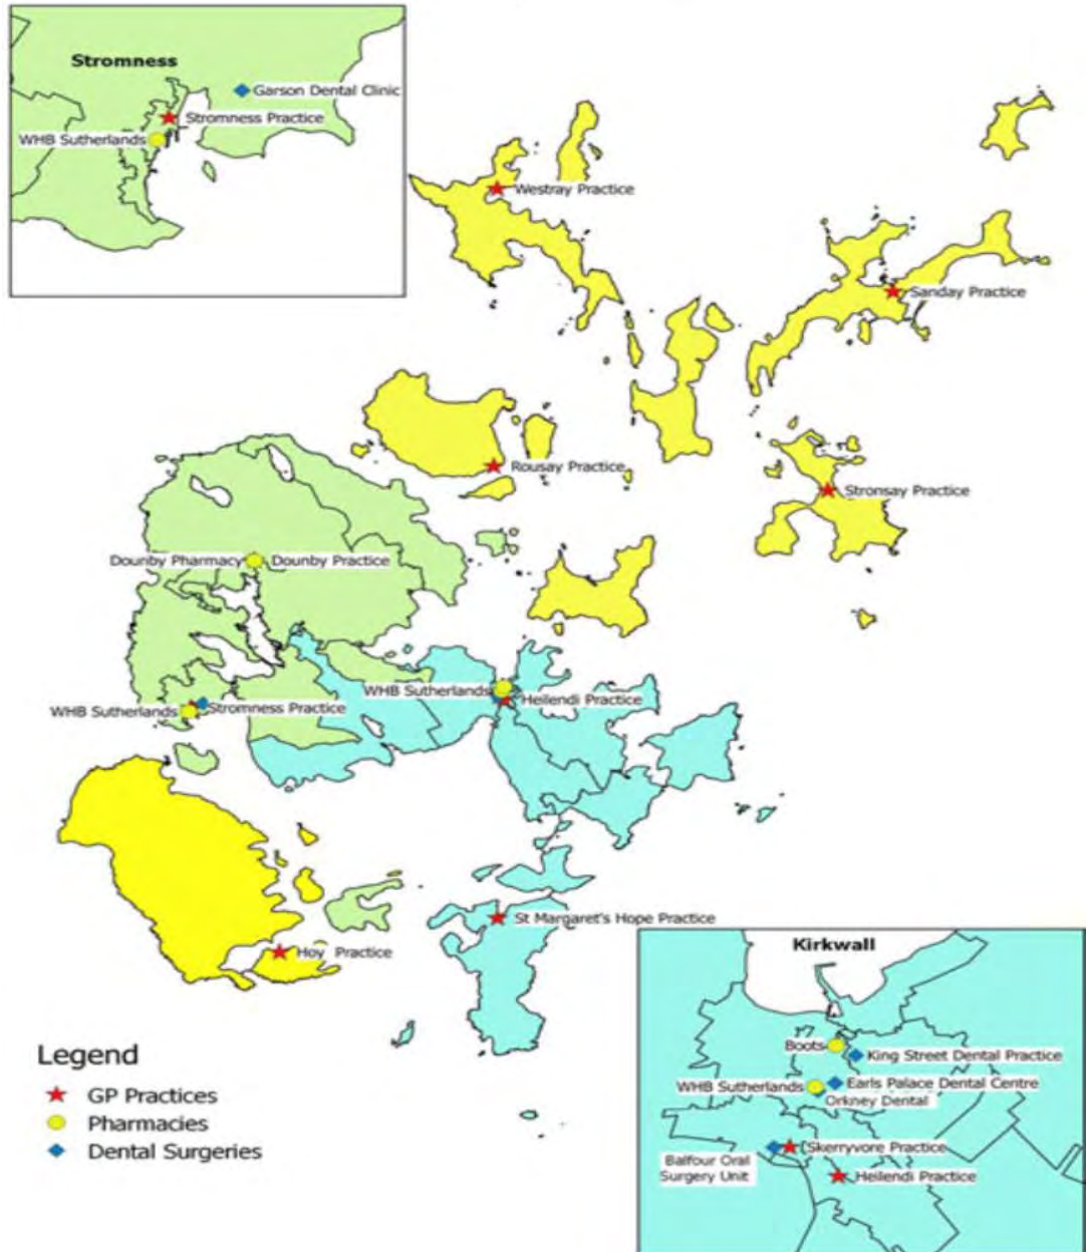 Stromness
Garson Dental Clinic
Stromness Practice
WHB Sutherlands
Westray Practice
Sanday Practice
Rousay Practice
Stronsay Practice
Dounby Pharmacy
Dounby Practice
WHB Sutherlands
Heilendi Practice
WHB Sutherlands
Stromness Practice
St Margaret's Hope Practice
Hoy Practice
Kirkwall
Boots
King Street Dental Practice
WHB Sutherlands
Earls Palace Dental Centre
Orkney Dental
Skerryvore Practice
Balfour Oral
Surgery Unit
Heilendi Practice
Legend
GP Practices
Pharmacies
Dental Surgeries